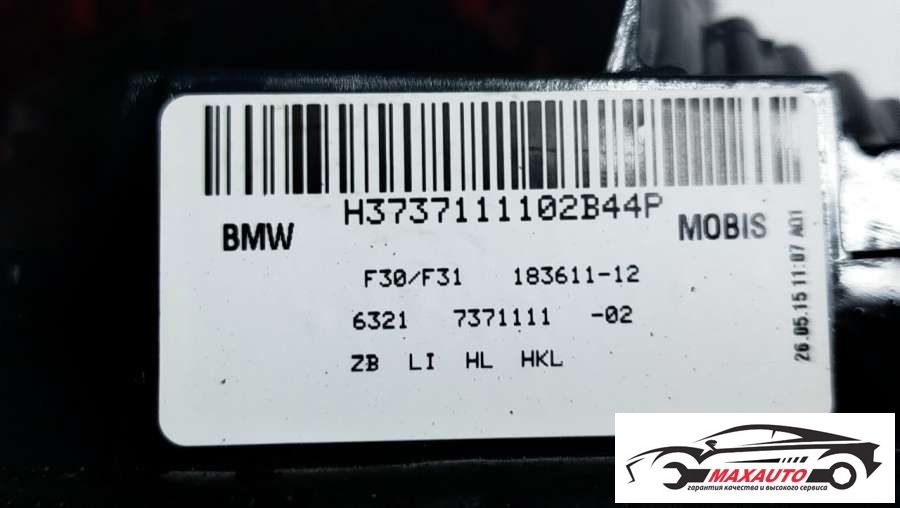 H3737111102B44P
BMW
MOBIS
F30/F31 183611-12
6321 7371111 -02
ZB LI HL HKL
26.05.15 11:07 A01
MAXAUTO
гарантия качества и высокого сервиса